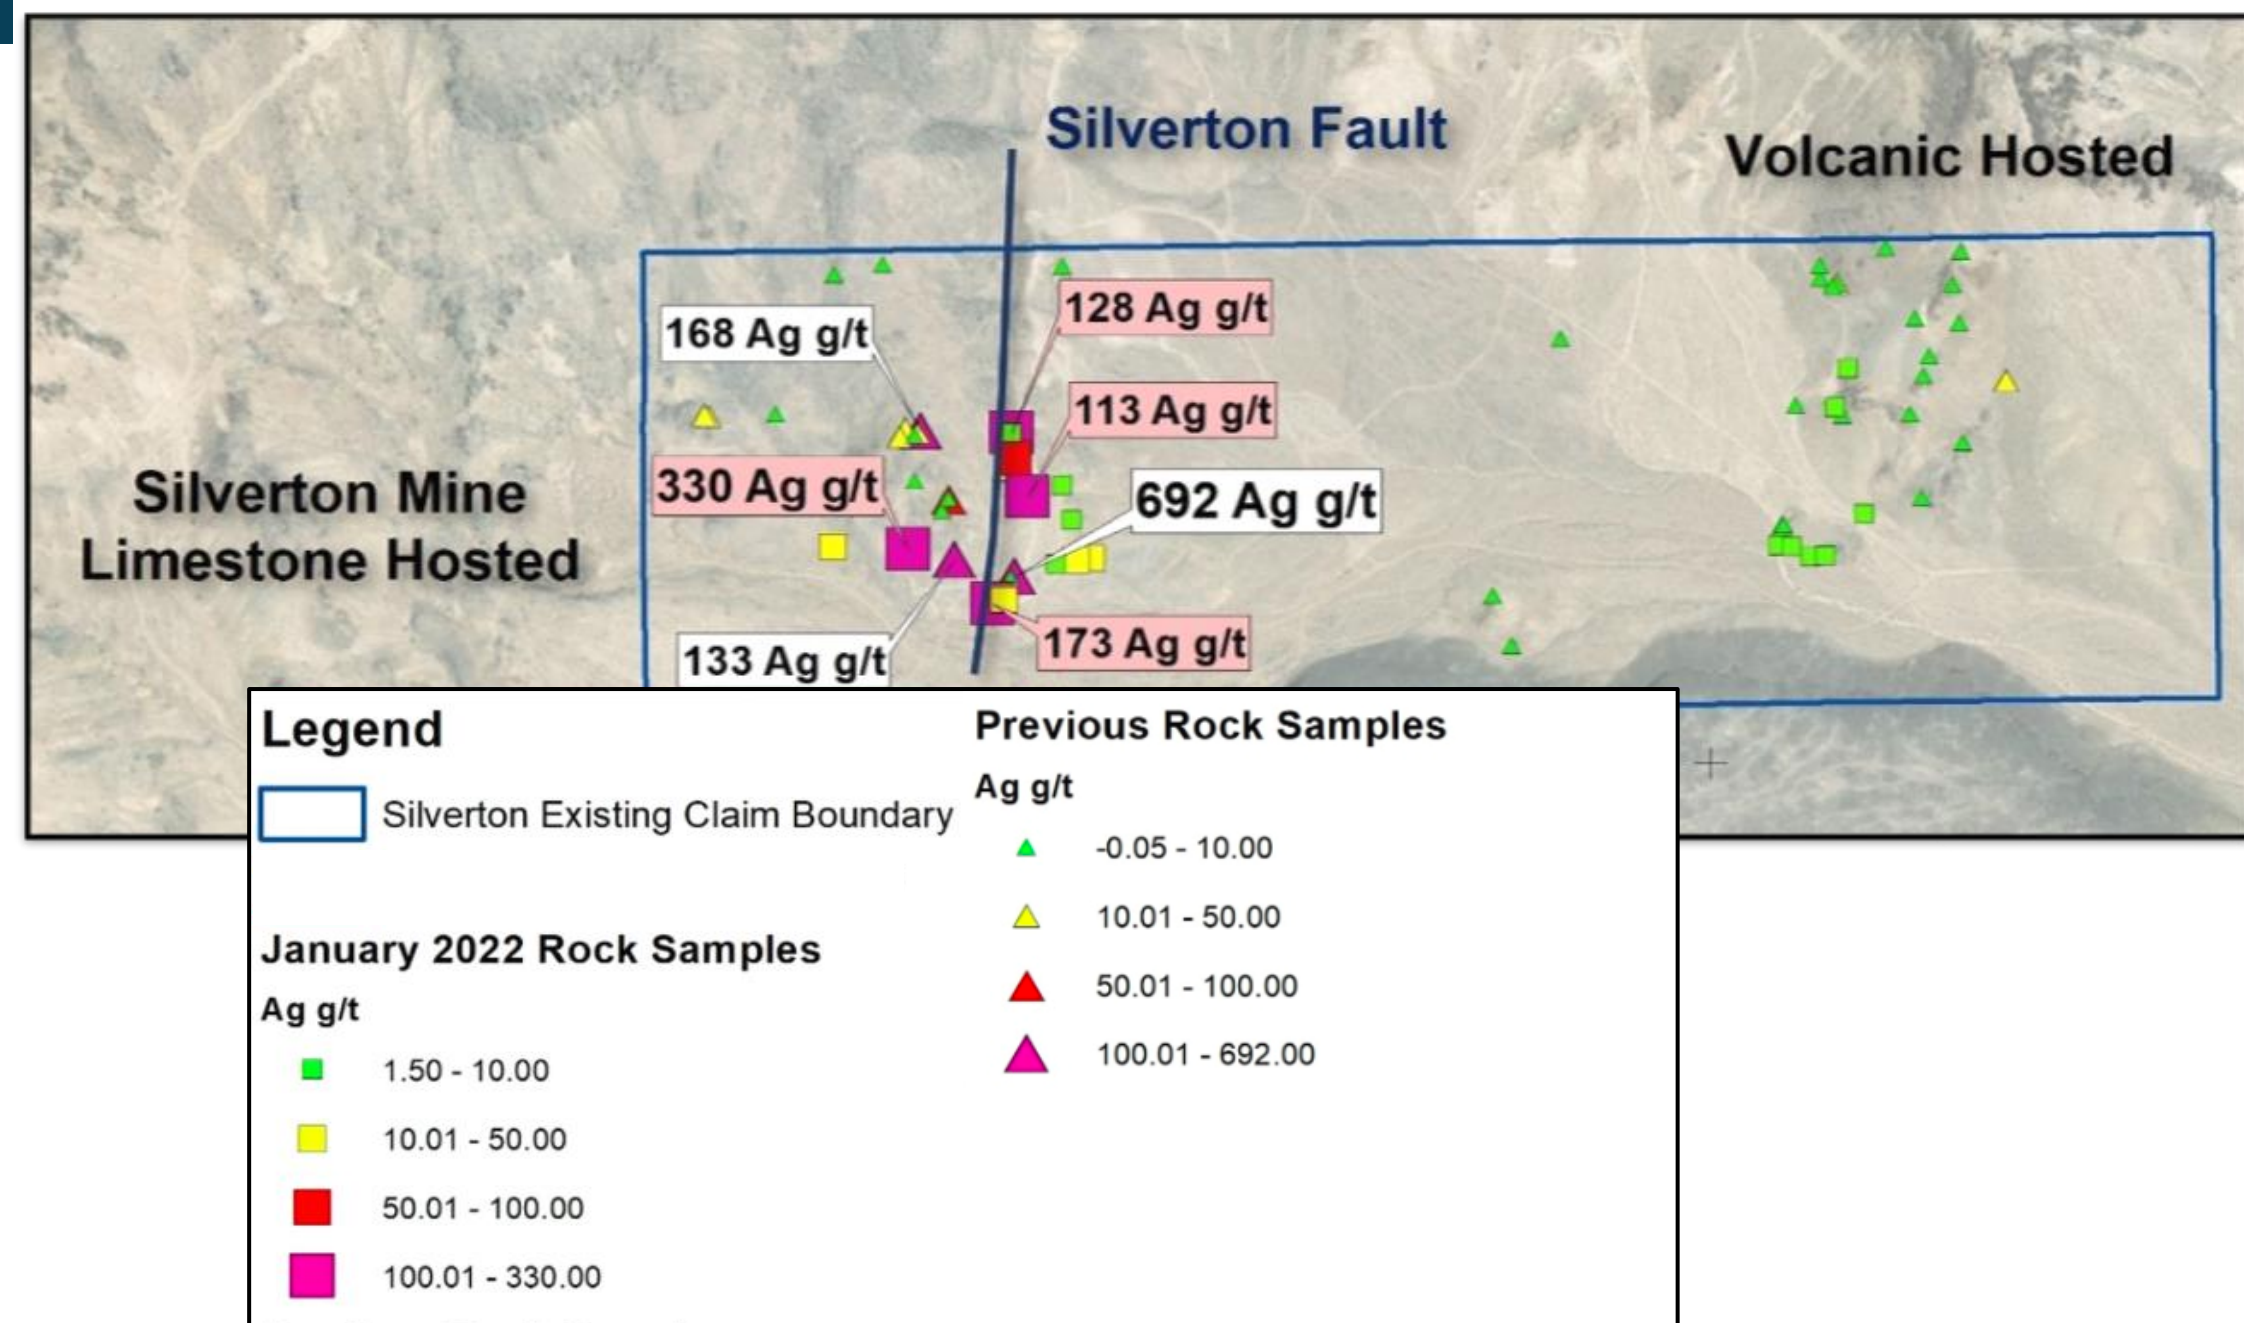 Silverton Fault
Volcanic Hosted
128 Ag g/t
168 Ag g/t
113 Ag g/t
330 Ag g/t
692 Ag g/t
Silverton Mine
Limestone Hosted
173 Ag g/t
133 Ag g/t
Legend
Silverton Existing Claim Boundary
January 2022 Rock Samples
Ag g/t
1.50 - 10.00
10.01 - 50.00
50.01 - 100.00
100.01 - 330.00
Previous Rock Samples
Ag g/t
-0.05 - 10.00
10.01 - 50.00
50.01 - 100.00
100.01 - 692.00